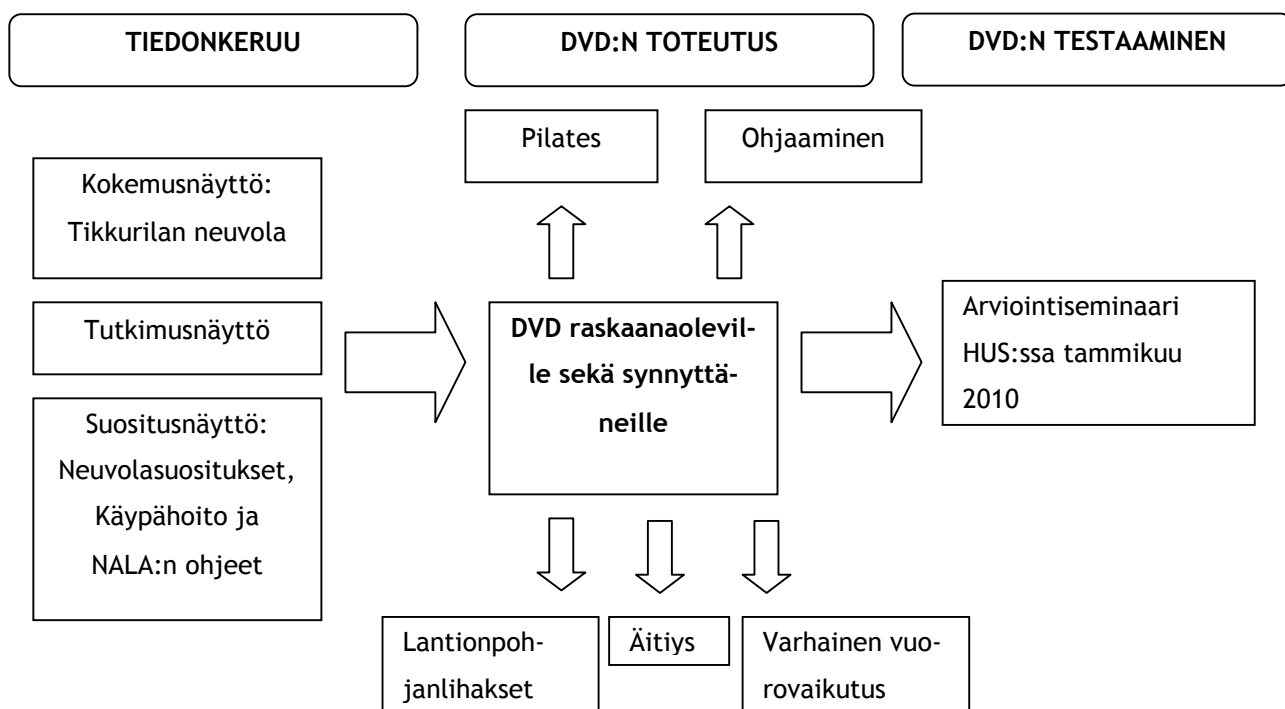 TIEDONKERUU
DVD:N TOTEUTUS
DVD:N TESTAAMINEN
Pilates
Ohjaaminen
Kokemusnäyttö:
Tikkurilan neuvola
Tutkimusnäyttö
Suositusnäyttö:
Neuvolasuositukset,
Käypähoito ja
NALA:n ohjeet
DVD raskaanaolevil-
le sekä synnyttä-
neille
Arviointiseminaari
HUS:ssa tammikuu
2010
Lantionpoh-
janlihakset
Äitiys
Varhainen vuo-
rovaikutus